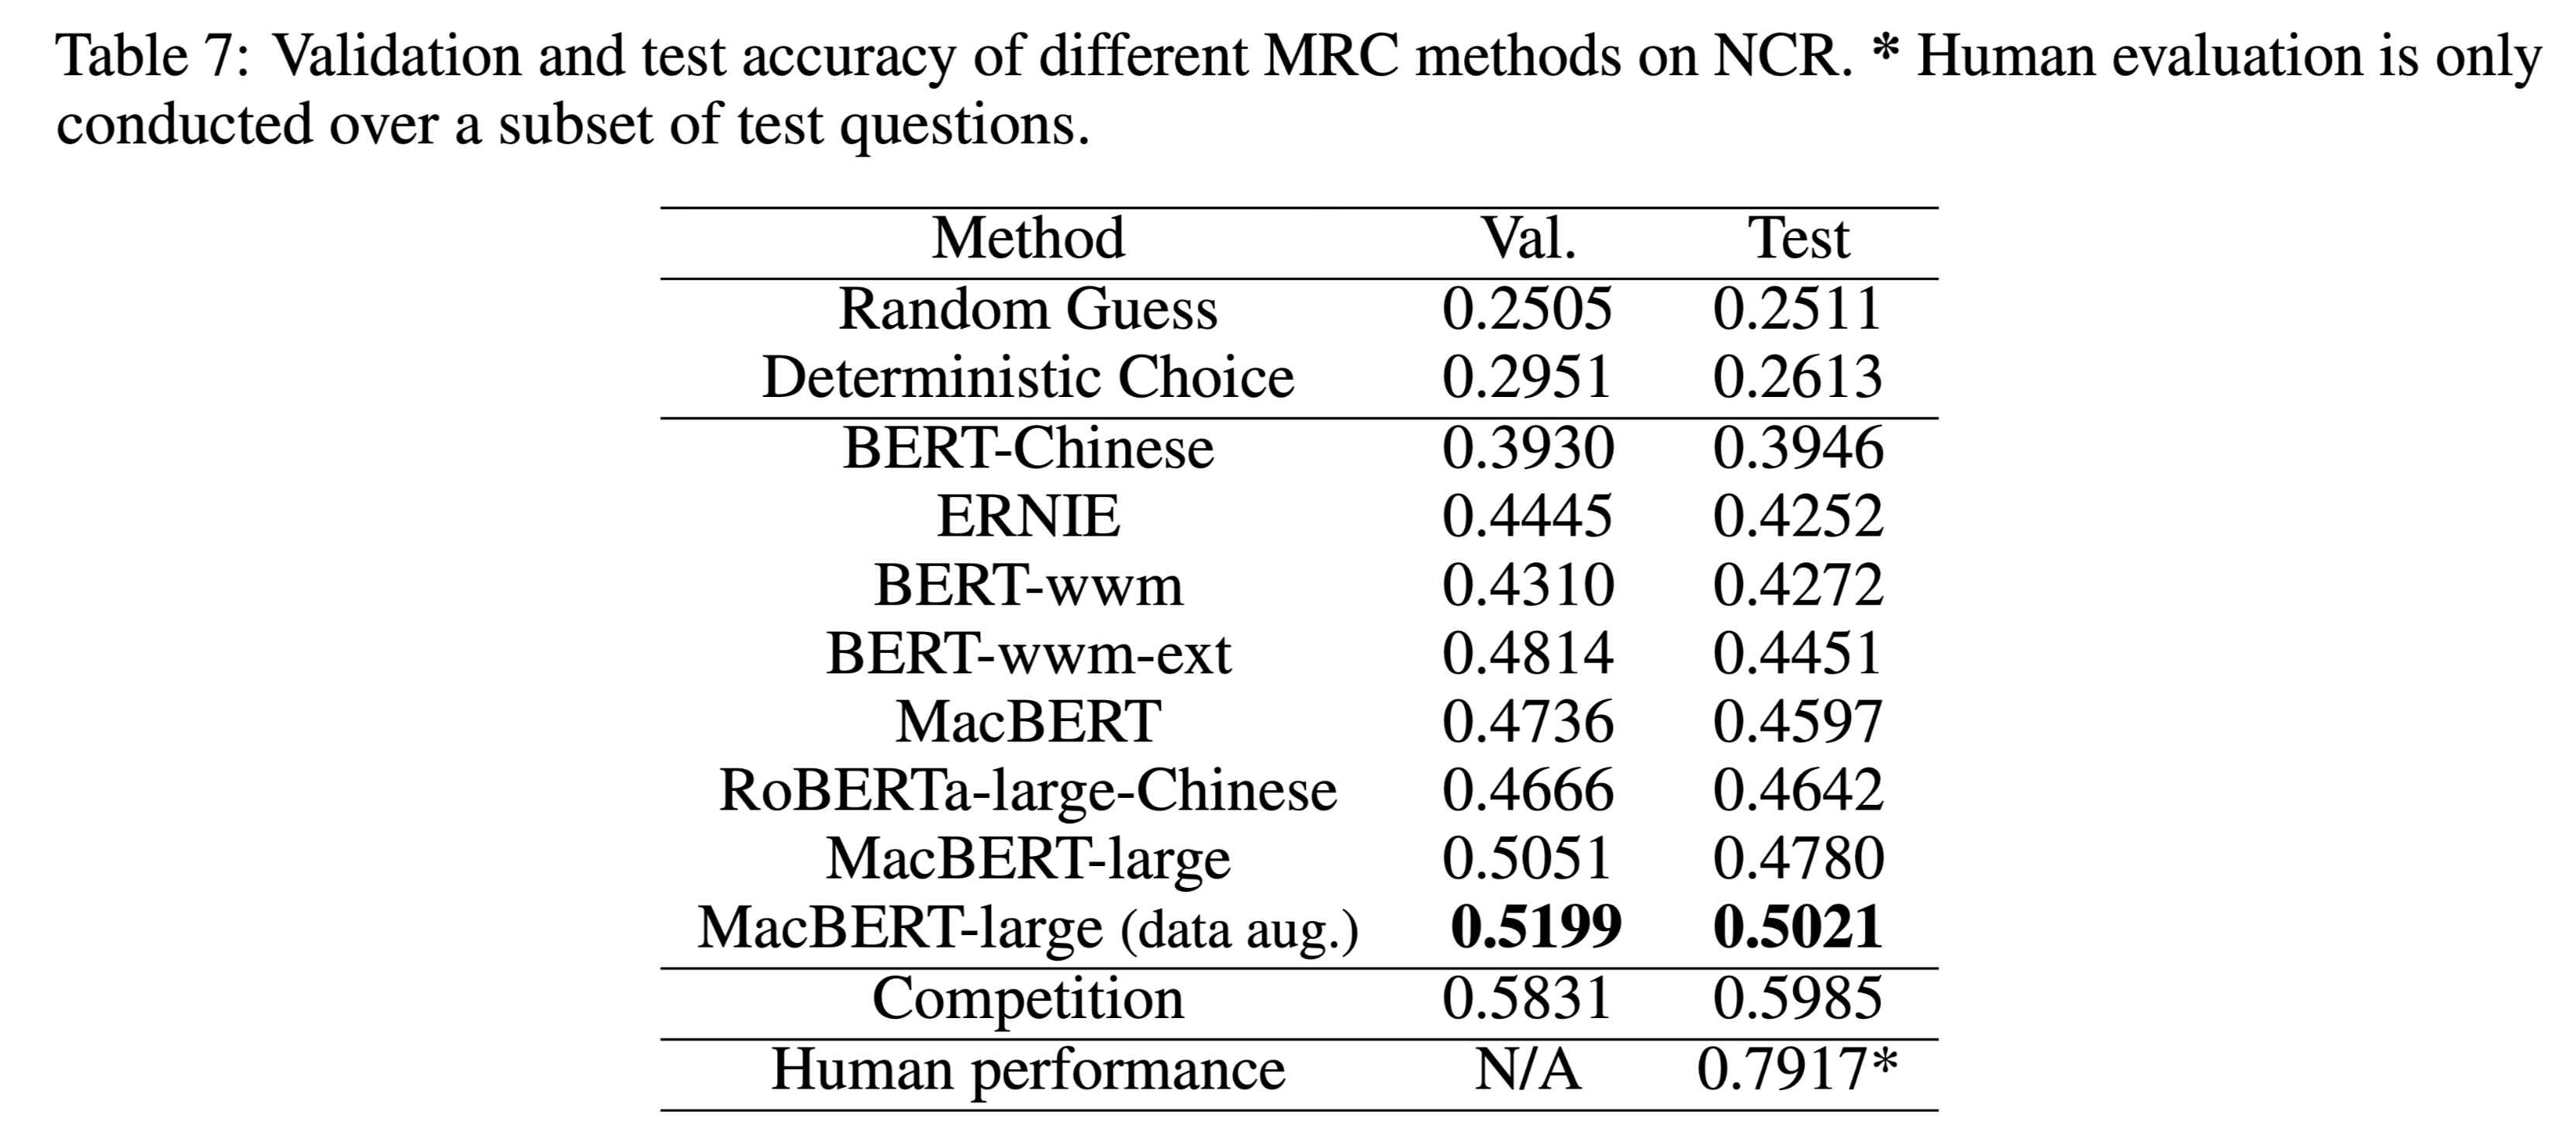 Table 7: Validation and test accuracy of different MRC methods on NCR. * Human evaluation is only
conducted over a subset of test questions.
Method Val. Test
Random Guess 0.2505 0.2511
Deterministic Choice 0.2951 0.2613
BERT-Chinese 0.3930 0.3946
ERNIE 0.4445 0.4252
BERT-wwm 0.4310 0.4272
BERT-wwm-ext 0.4814 0.4451
MacBERT 0.4736 0.4597
RoBERTa-large-Chinese 0.4666 0.4642
MacBERT-large 0.5051 0.4780
MacBERT-large (data aug.) 0.5199 0.5021
Competition 0.5831 0.5985
Human performance N/A 0.7917*